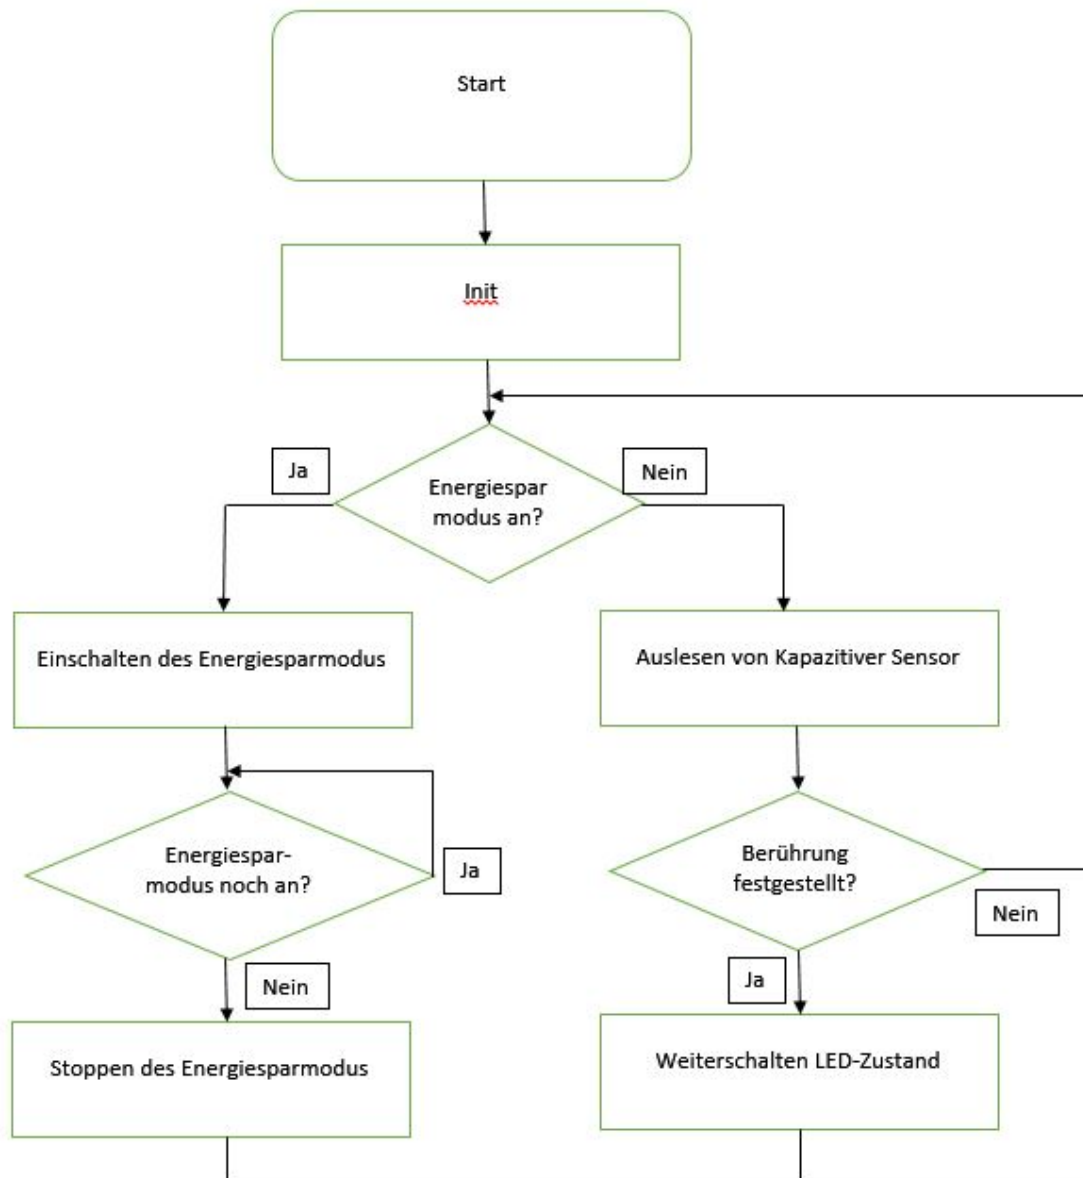 Start
Init
Ja
Nein
Energiespar
modus an?
Einschalten des Energiesparmodus
Auslesen von Kapazitiver Sensor
Energiespar-
modus noch an?
Ja
Berührung
festgestellt?
Nein
Nein
Ja
Stoppen des Energiesparmodus
Weiterschalten LED-Zustand